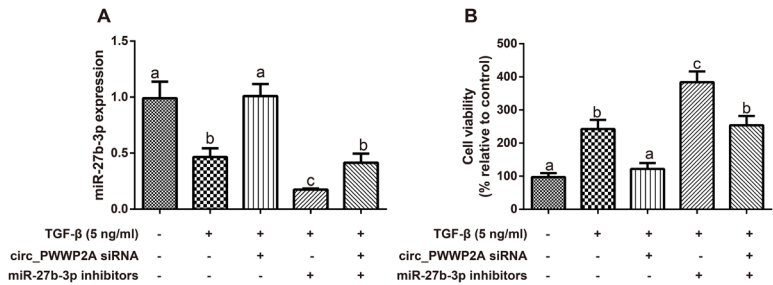 A
miR-27b-3p expression
1.5
1.0
0.5
0.0
a
b
a
c
b
TGF-β (5 ng/ml) - + + + +
circ_PWWP2A siRNA - - + - +
miR-27b-3p inhibitors - - - + +
B
Cell viability
(% relative to control)
500
400
300
200
100
0
a
b
a
c
b
TGF-β (5 ng/ml) - + + + +
circ_PWWP2A siRNA - - + - +
miR-27b-3p inhibitors - - - + +